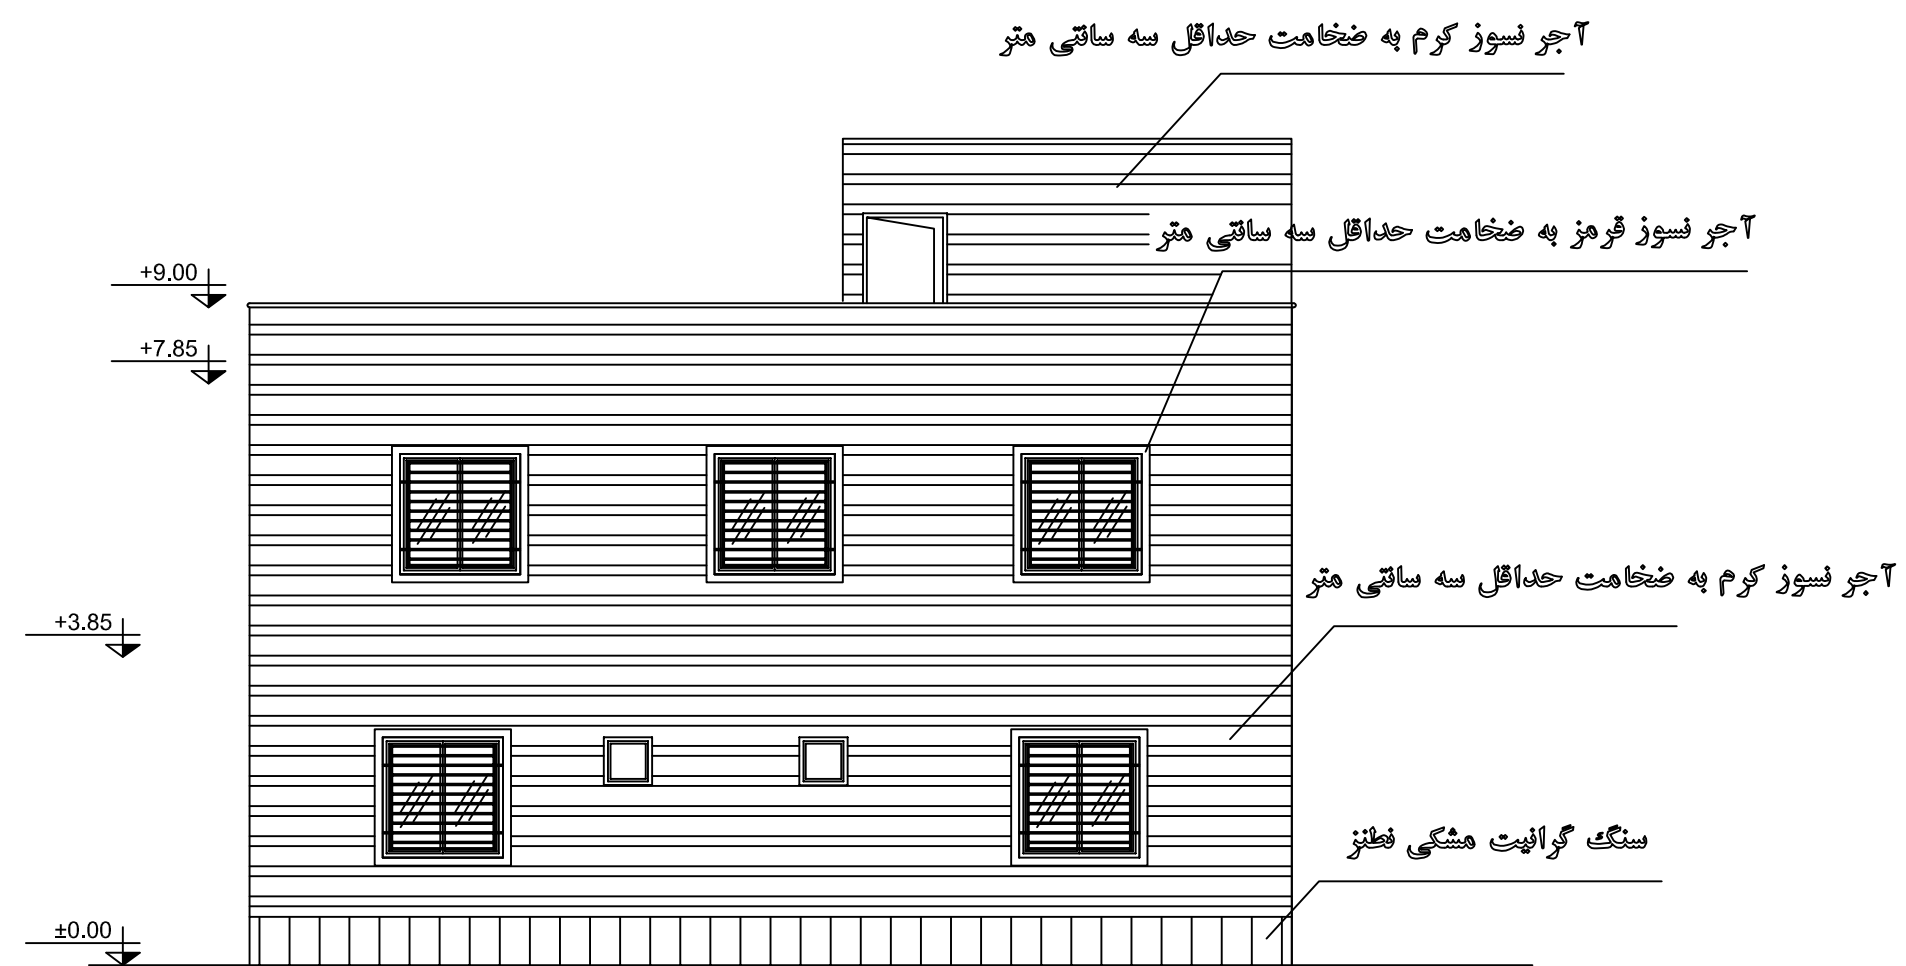 آجر نسوز کرم به ضخامت حداقل سه سانتی متر
آجر نسوز قرمز به ضخامت حداقل سه سانتی متر
+9.00
+7.85
آجر نسوز کرم به ضخامت حداقل سه سانتی متر
+3.85
سنگ گرانیت مشکی نطنز
±0.00